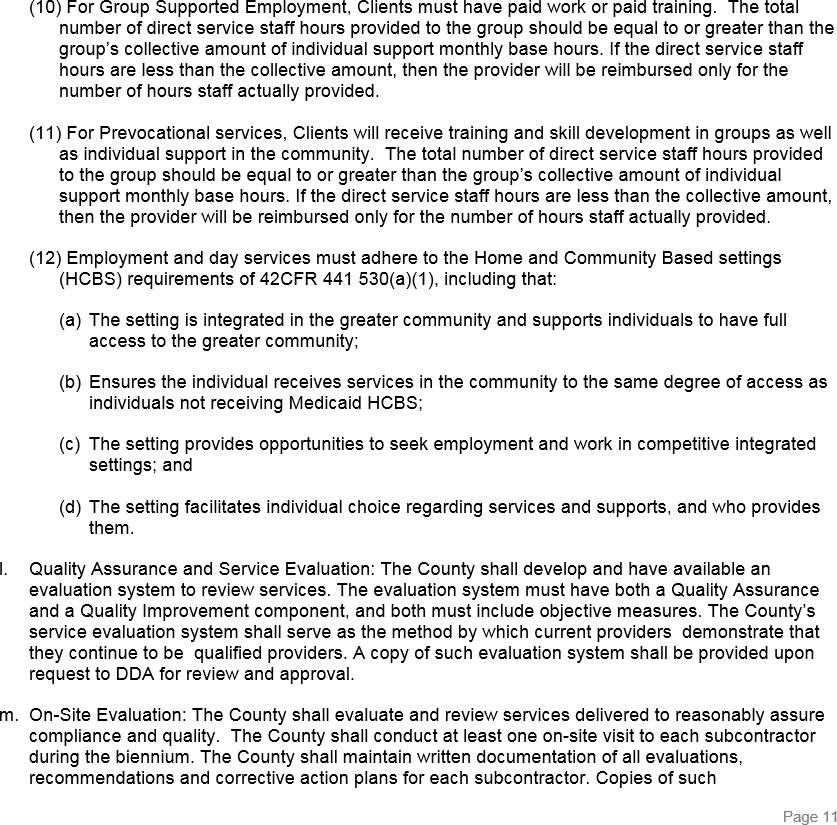 (10) For Group Supported Employment, Clients must have paid work or paid training.  The total
number of direct service staff hours provided to the group should be equal to or greater than the
group’s collective amount of individual support monthly base hours. If the direct service staff
hours are less than the collective amount, then the provider will be reimbursed only for the
number of hours staff actually provided.
(11) For Prevocational services, Clients will receive training and skill development in groups as well
as individual support in the community.  The total number of direct service staff hours provided
to the group should be equal to or greater than the group’s collective amount of individual
support monthly base hours. If the direct service staff hours are less than the collective amount,
then the provider will be reimbursed only for the number of hours staff actually provided.
(12) Employment and day services must adhere to the Home and Community Based settings
(HCBS) requirements of 42CFR 441 530(a)(1), including that:
(a) The setting is integrated in the greater community and supports individuals to have full
access to the greater community;
(b) Ensures the individual receives services in the community to the same degree of access as
individuals not receiving Medicaid HCBS;
(c) The setting provides opportunities to seek employment and work in competitive integrated
settings; and
(d) The setting facilitates individual choice regarding services and supports, and who provides
them.
l. Quality Assurance and Service Evaluation: The County shall develop and have available an
evaluation system to review services. The evaluation system must have both a Quality Assurance
and a Quality Improvement component, and both must include objective measures. The County’s
service evaluation system shall serve as the method by which current providers  demonstrate that
they continue to be  qualified providers. A copy of such evaluation system shall be provided upon
request to DDA for review and approval.
m. On-Site Evaluation: The County shall evaluate and review services delivered to reasonably assure
compliance and quality.  The County shall conduct at least one on-site visit to each subcontractor
during the biennium. The County shall maintain written documentation of all evaluations,
recommendations and corrective action plans for each subcontractor. Copies of such
Page 11